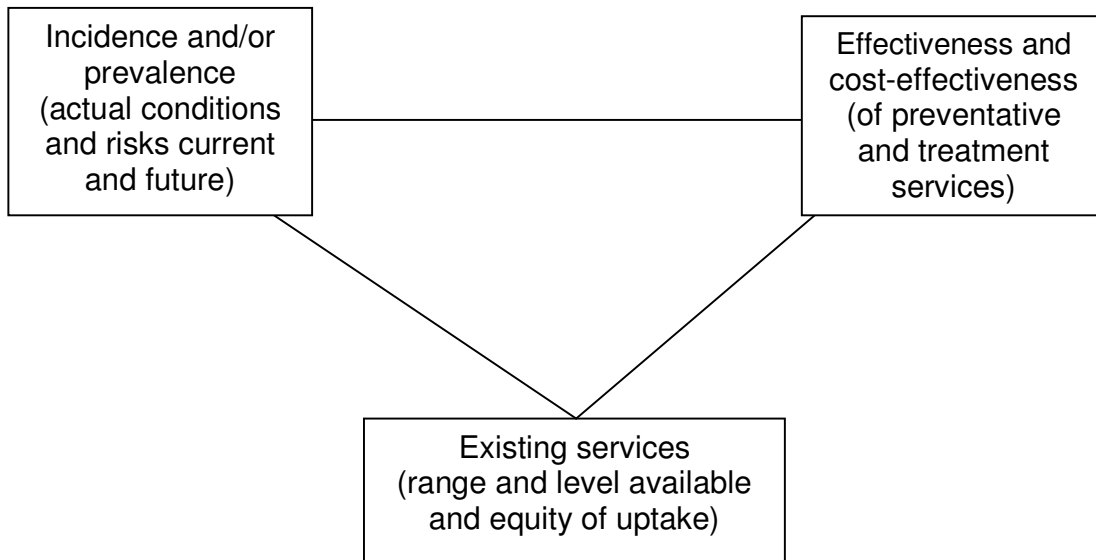 Incidence and/or
prevalence
(actual conditions
and risks current
and future)
Effectiveness and
cost-effectiveness
(of preventative
and treatment
services)
Existing services
(range and level available
and equity of uptake)